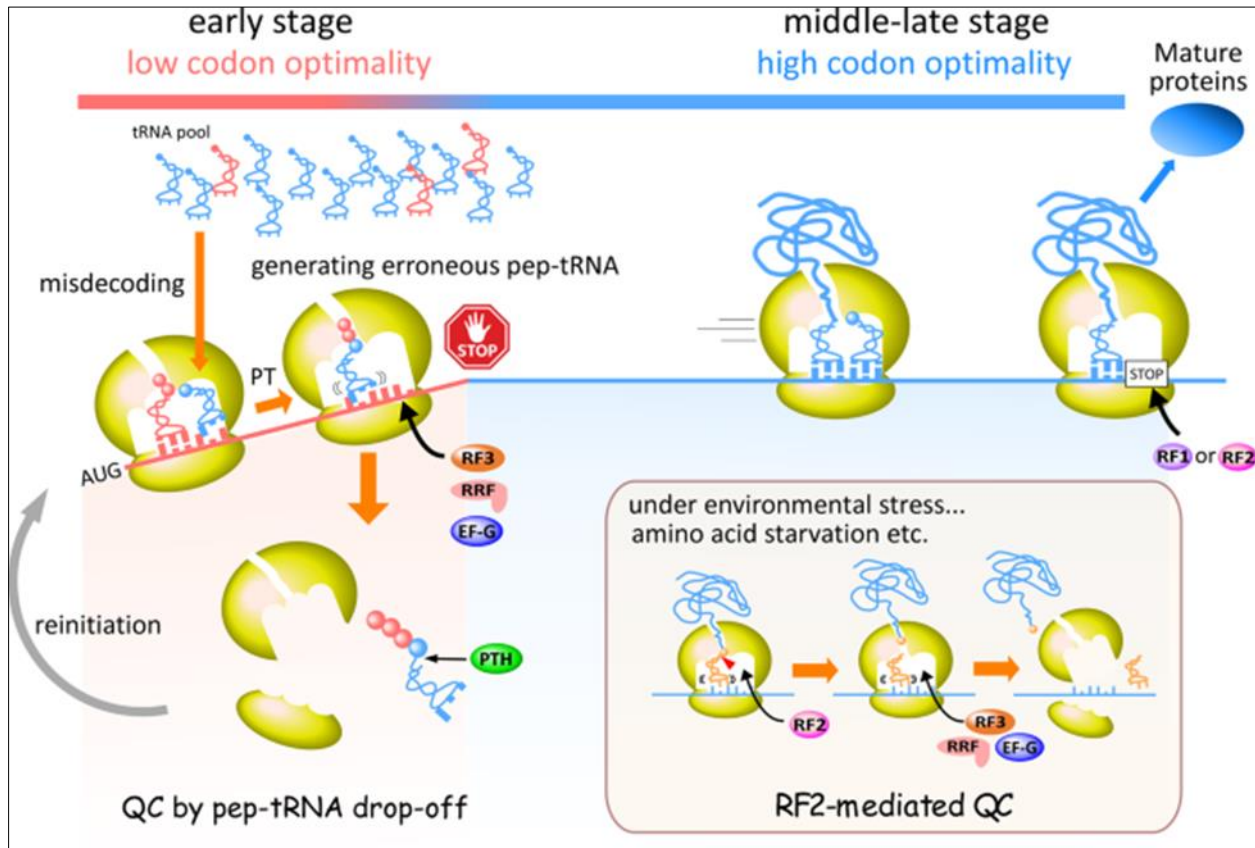 early stage
low codon optimality
middle-late stage
high codon optimality
Mature
proteins
tRNA pool
misdecoding
generating erroneous pep-tRNA
STOP
PT
AUG
RF3
RRF
EF-G
STOP
RF1 or RF2
reinitiation
PTH
QC by pep-tRNA drop-off
under environmental stress...
amino acid starvation etc.
RF2
RF3
RRF EF-G
RF2-mediated QC